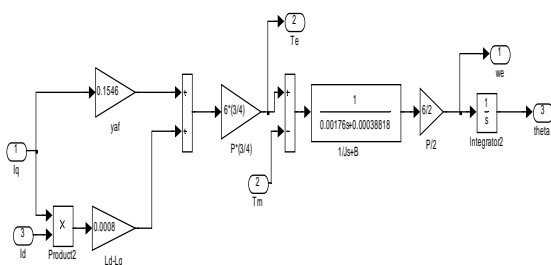 2
Te
1
we
0.1546
yaf
+
+
6*(3/4)
P*(3/4)
+
-
1
0.00176s+0.00038818
1/Js+B
6/2
P/2
1
s
Integrator2
3
theta
1
Iq
2
Tm
3
Id
X
Product2
0.0008
Ld-Lq